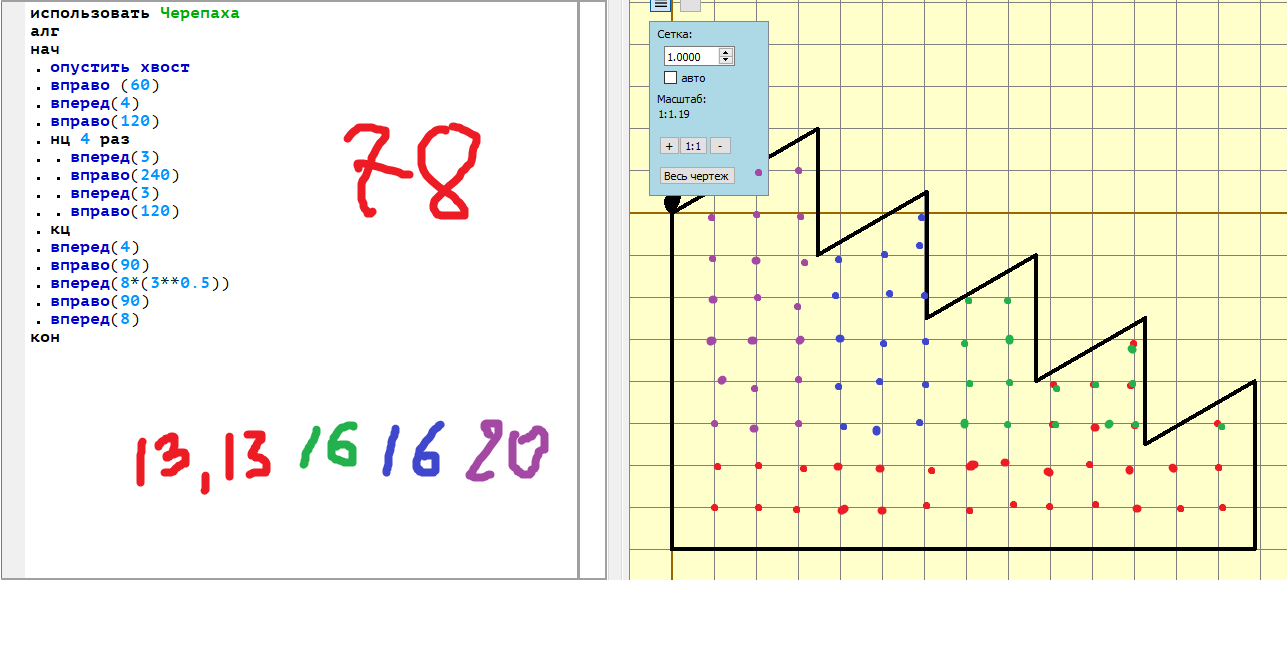 использовать Черепаха
алг
нач
. опустить хвост
. вправо (60)
. вперед(4)
. вправо(120)
. нц 4 раз
. . вперед(3)
. . вправо(240)
. . вперед(3)
. . вправо(120)
. кц
. вперед(4)
. вправо(90)
. вперед(8*(3**0.5))
. вправо(90)
. вперед(8)
кон
78
13,13 16 16 20
Сетка:
1.0000
авто
Масштаб:
1:1.19
+ 1:1 -
Весь чертеж